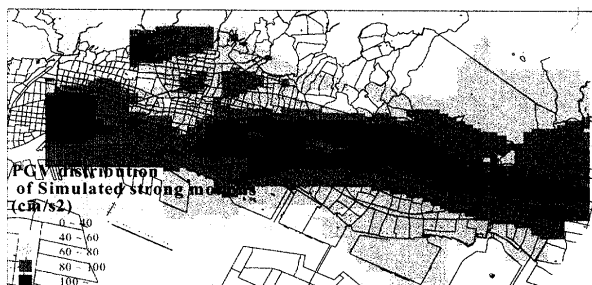 PGV distribution
of Simulated strong motions
(cm/s2)
0 - 40
40 - 60
60 - 80
80 - 100
100 -